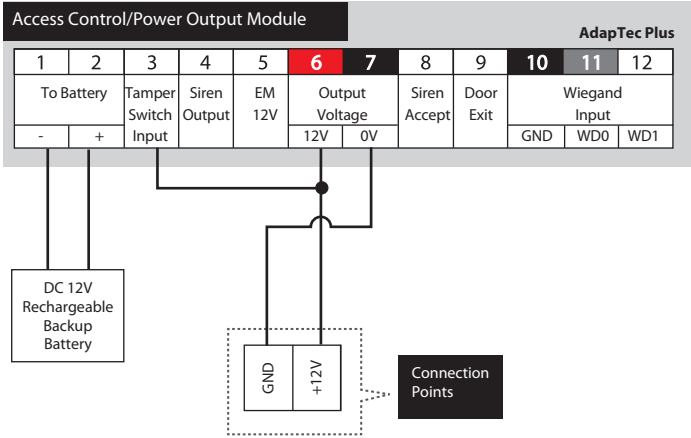 Access Control/Power Output Module
AdapTec Plus
1 2 3 4 5 6 7 8 9 10 11 12
To Battery
- +
Tamper
Switch
Input
Siren
Output
EM
12V
Output
Voltage
12V 0V
Siren
Accept
Door
Exit
Wiegand
Input
GND WD0 WD1
DC 12V
Rechargeable
Backup
Battery
GND
+12V
Connection
Points